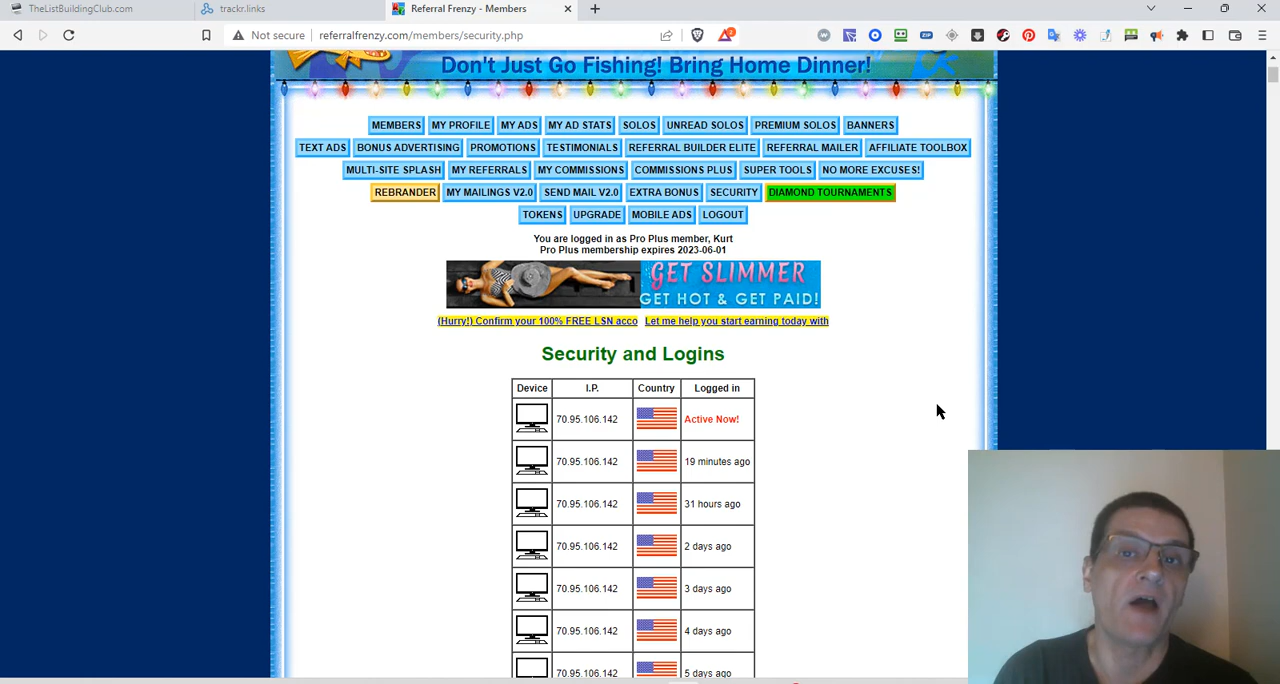 TheListBuildingClub.com trackr.links Referral Frenzy - Members
Not secure referralfrenzy.com/members/security.php 2
Don't Just Go Fishing! Bring Home Dinner!
MEMBERS MY PROFILE MY ADS MY AD STATS SOLOS UNREAD SOLOS PREMIUM SOLOS BANNERS
TEXT ADS BONUS ADVERTISING PROMOTIONS TESTIMONIALS REFERRAL BUILDER ELITE REFERRAL MAILER AFFILIATE TOOLBOX
MULTI-SITE SPLASH MY REFERRALS MY COMMISSIONS COMMISSIONS PLUS SUPER TOOLS NO MORE EXCUSES!
REBRANDER MY MAILINGS V2.0 SEND MAIL V2.0 EXTRA BONUS SECURITY DIAMOND TOURNAMENTS
TOKENS UPGRADE MOBILE ADS LOGOUT
You are logged in as Pro Plus member, Kurt
Pro Plus membership expires 2023-06-01
GET SLIMMER
GET HOT & GET PAID!
(Hurry!) Confirm your 100% FREE LSN acco Let me help you start earning today with
Security and Logins
Device I.P. Country Logged in
70.95.106.142 Active Now!
70.95.106.142 19 minutes ago
70.95.106.142 31 hours ago
70.95.106.142 2 days ago
70.95.106.142 3 days ago
70.95.106.142 4 days ago
70.95.106.142 5 days ago